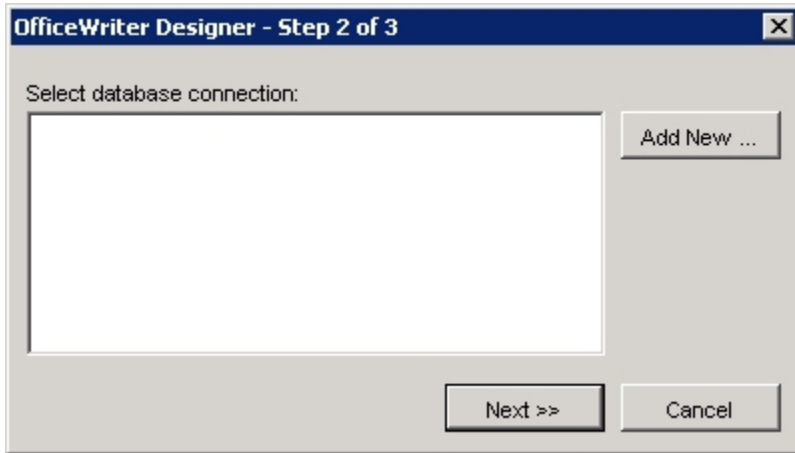 OfficeWriter Designer - Step 2 of 3
Select database connection:
Add New ...
Next >>
Cancel